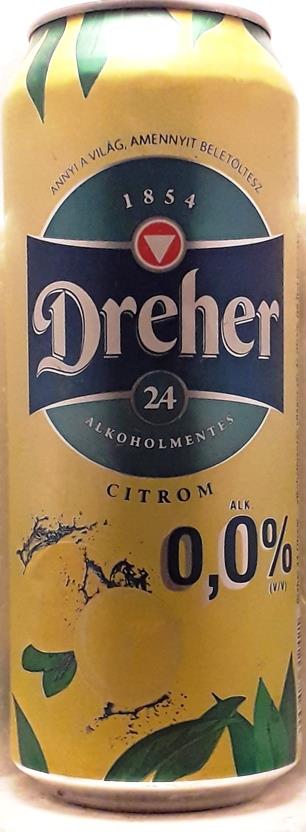 ANNYI A VILÁG, AMENNYIT BELETÖLTESZ
1854
Dreher
24
ALKOHOLMENTES
CITROM
ALK.
0,0%
(V/V)